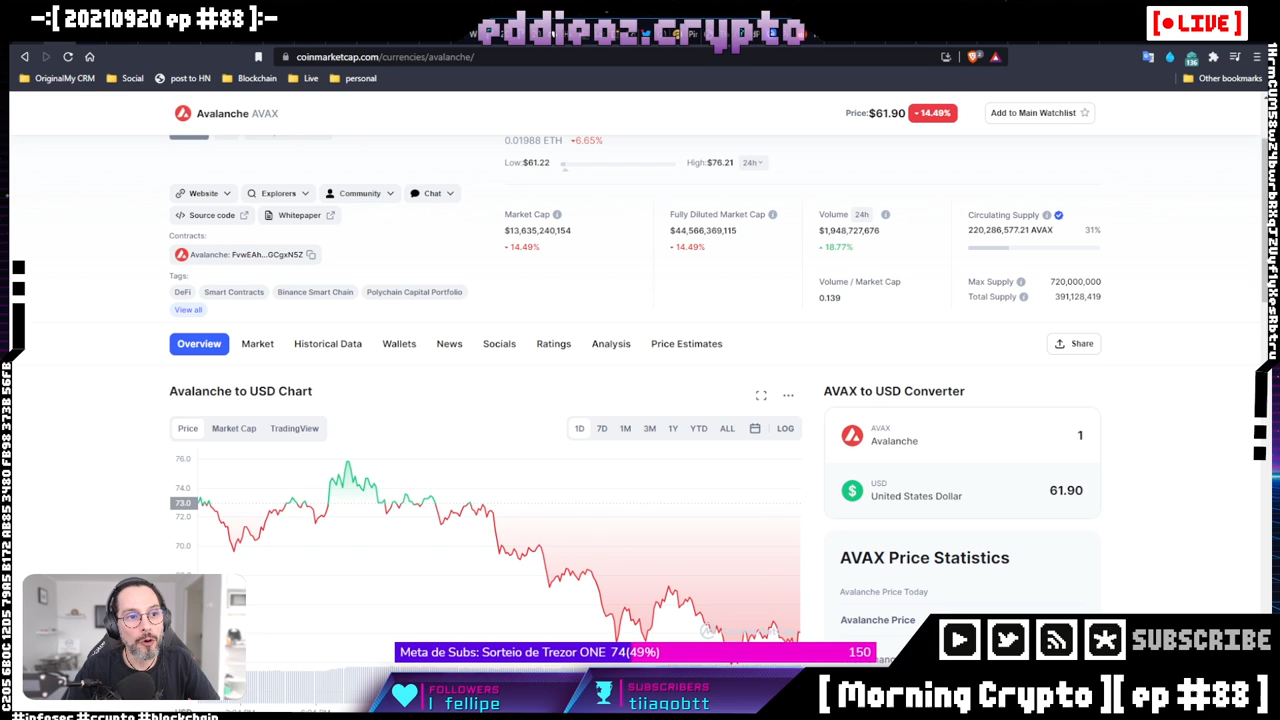 -:[ 20210920 ep #88 ]:-
eddieoz.crypto
[ LIVE ]
coinmarketcap.com/currencies/avalanche/
136
OriginalMy CRM
Social
post to HN
Blockchain
Live
personal
Other bookmarks
Avalanche AVAX
Price: $61.90 -14.49%
Add to Main Watchlist
0.01988 ETH 6.65%
Low: $61.22
High: $76.21 24h
Website
Explorers
Community
Chat
Source code
Whitepaper
Contracts:
Avalanche: FvwEAh...GCgxN5Z
Tags:
DeFi
Smart Contracts
Binance Smart Chain
Polychain Capital Portfolio
View all
Market Cap
$13,635,240,154
14.49%
Fully Diluted Market Cap
$44,566,369,115
14.49%
Volume 24h
$1,948,727,676
18.77%
Volume / Market Cap
0.139
Circulating Supply
220,286,577.21 AVAX 31%
Max Supply 720,000,000
Total Supply 391,128,419
Overview
Market
Historical Data
Wallets
News
Socials
Ratings
Analysis
Price Estimates
Share
Avalanche to USD Chart
Price
Market Cap
TradingView
1D 7D 1M 3M 1Y YTD ALL LOG
76.0
74.0
73.0
72.0
70.0
AVAX to USD Converter
AVAX
Avalanche
1
USD
United States Dollar
61.90
AVAX Price Statistics
Avalanche Price Today
Avalanche Price
Meta de Subs: Sorteio de Trezor ONE 74(49%) 150
FOLLOWERS
l_fellipe
SUBSCRIBERS
tiiagobtt
SUBSCRIBE
[ Morning Crypto ][ ep #88 ]
#infosec #crypto #blockchain